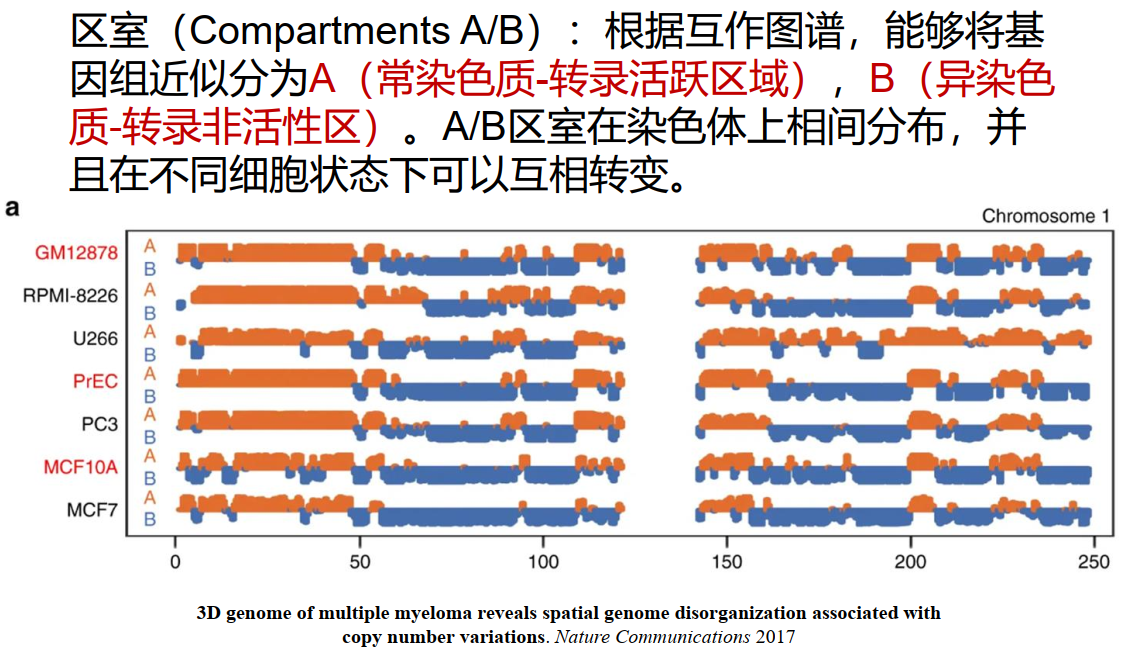 区室（Compartments A/B）：根据互作图谱，能够将基
因组近似分为A（常染色质-转录活跃区域），B（异染色
质-转录非活性区）。A/B区室在染色体上相间分布，并
且在不同细胞状态下可以互相转变。
a
Chromosome 1
GM12878 A
B
RPMI-8226 A
B
U266 A
B
PrEC A
B
PC3 A
B
MCF10A A
B
MCF7 A
B
0 50 100 150 200 250
3D genome of multiple myeloma reveals spatial genome disorganization associated with
copy number variations. Nature Communications 2017